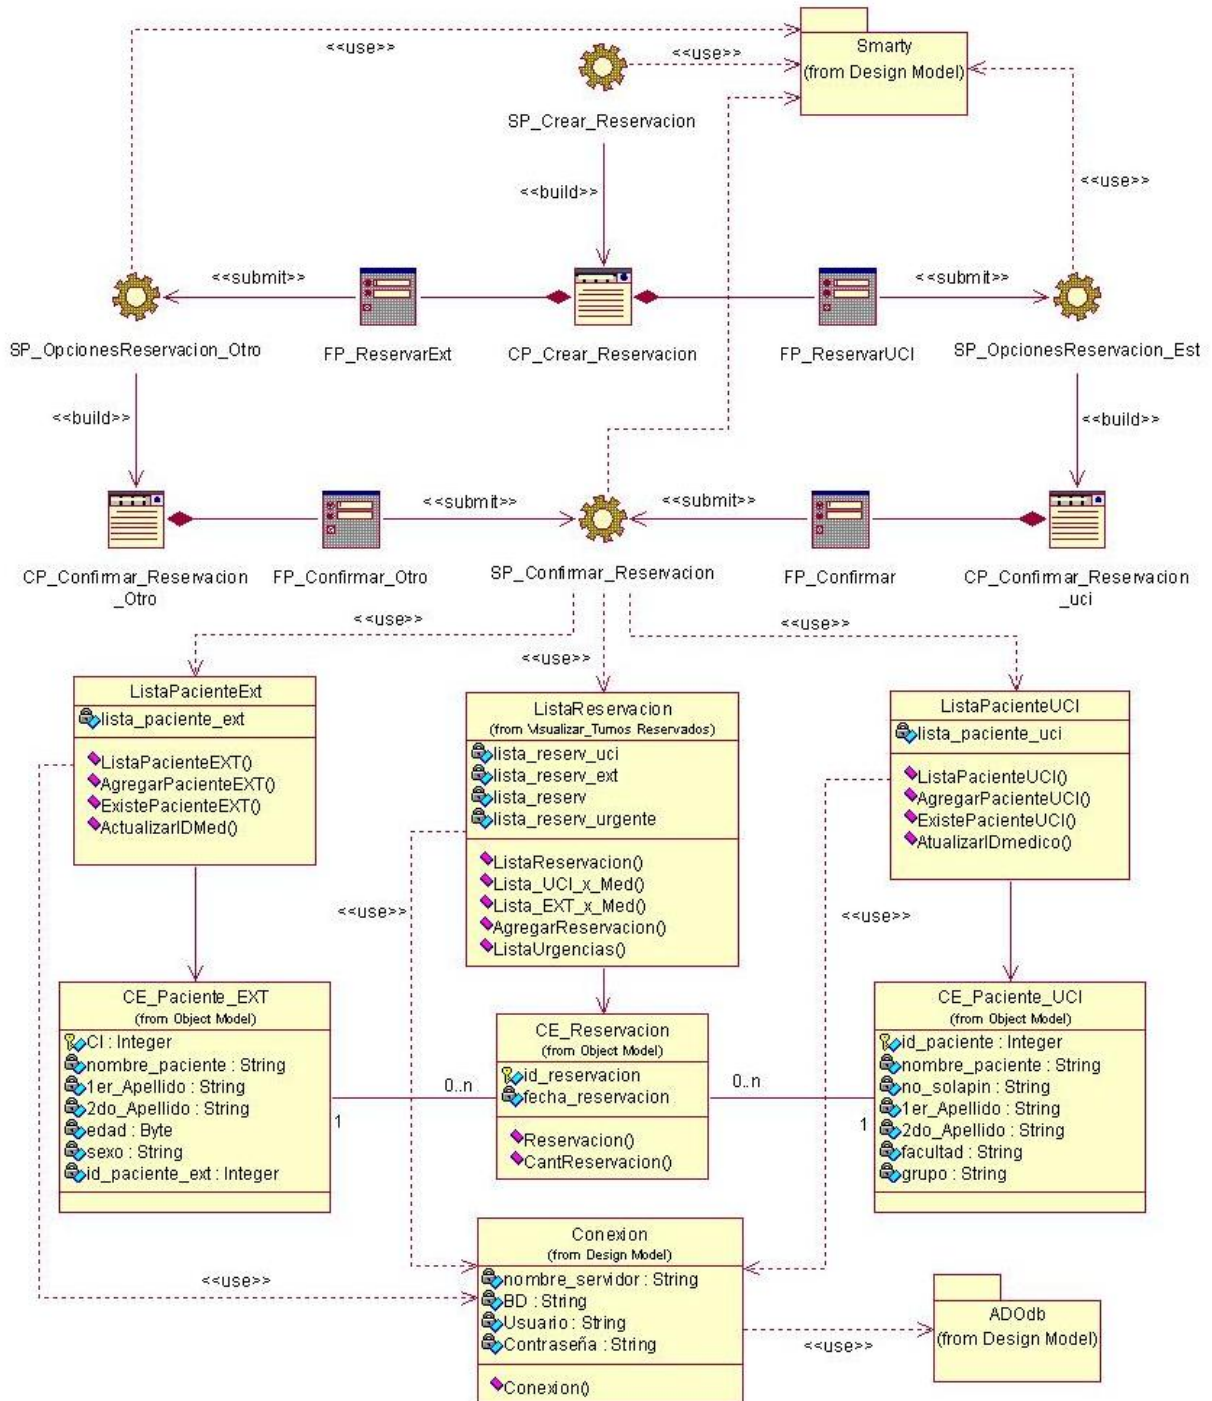 <<use>>
Smarty
(from Design Model)
<<use>>
SP_Crear_Reservacion
<<build>>
<<use>>
<<submit>>
<<submit>>
SP_OpcionesReservacion_Otro
FP_ReservarExt
CP_Crear_Reservacion
FP_ReservarUCI
SP_OpcionesReservacion_Est
<<build>>
<<build>>
<<submit>>
<<submit>>
CP_Confirmar_Reservacion
_Otro
FP_Confirmar_Otro
SP_Confirmar_Reservacion
FP_Confirmar
CP_Confirmar_Reservacion
_uci
<<use>>
<<use>>
<<use>>
ListaPacienteExt
lista_paciente_ext
ListaPacienteEXT()
AgregarPacienteEXT()
ExistePacienteEXT()
ActualizarIDMed()
ListaReservacion
(from Visualizar_Turnos Reservados)
lista_reserv_uci
lista_reserv_ext
lista_reserv
lista_reserv_urgente
ListaReservacion()
Lista_UCI_x_Med()
Lista_EXT_x_Med()
AgregarReservacion()
ListaUrgencias()
ListaPacienteUCI
lista_paciente_uci
ListaPacienteUCI()
AgregarPacienteUCI()
ExistePacienteUCI()
AtualizarIDmedico()
<<use>>
<<use>>
CE_Paciente_EXT
(from Object Model)
CI : Integer
nombre_paciente : String
1er_Apellido : String
2do_Apellido : String
edad : Byte
sexo : String
id_paciente_ext : Integer
0..n
1
CE_Reservacion
(from Object Model)
id_reservacion
fecha_reservacion
Reservacion()
CantReservacion()
0..n
1
CE_Paciente_UCI
(from Object Model)
id_paciente : Integer
nombre_paciente : String
no_solapin : String
1er_Apellido : String
2do_Apellido : String
facultad : String
grupo : String
<<use>>
Conexion
(from Design Model)
nombre_servidor : String
BD : String
Usuario : String
Contraseña : String
Conexion()
<<use>>
ADOdb
(from Design Model)